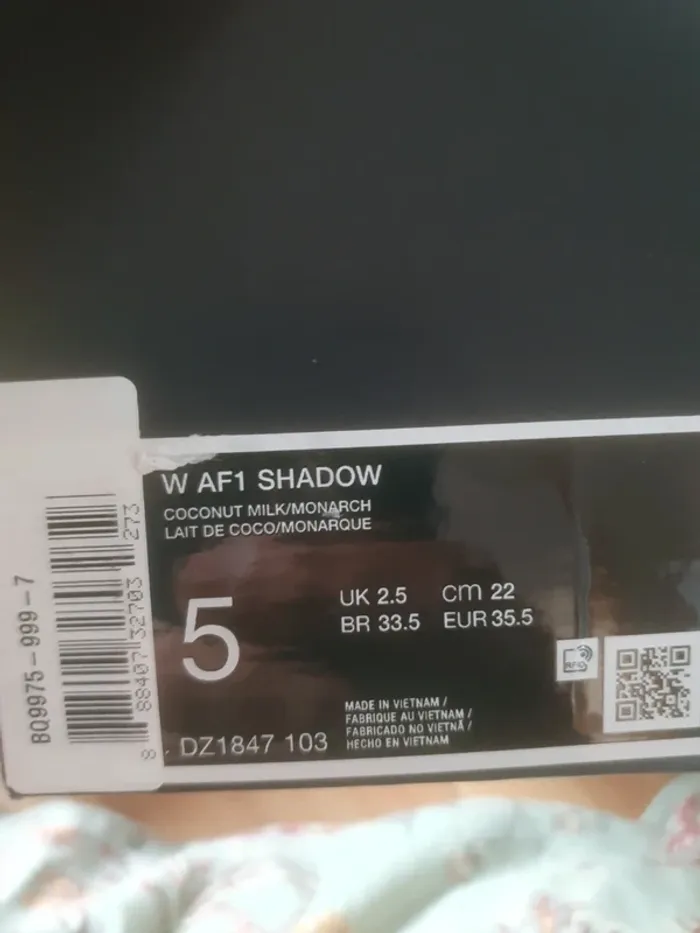 W AF1 SHADOW
COCONUT MILK/MONARCH
LAIT DE COCO/MONARQUE
5
UK 2.5 cm 22
BR 33.5 EUR 35.5
RFID
MADE IN VIETNAM /
FABRIQUE AU VIETNAM /
FABRICADO NO VIETNÃ /
HECHO EN VIETNAM
DZ1847 103
BQ9975-999-7
8 88407 32703 273